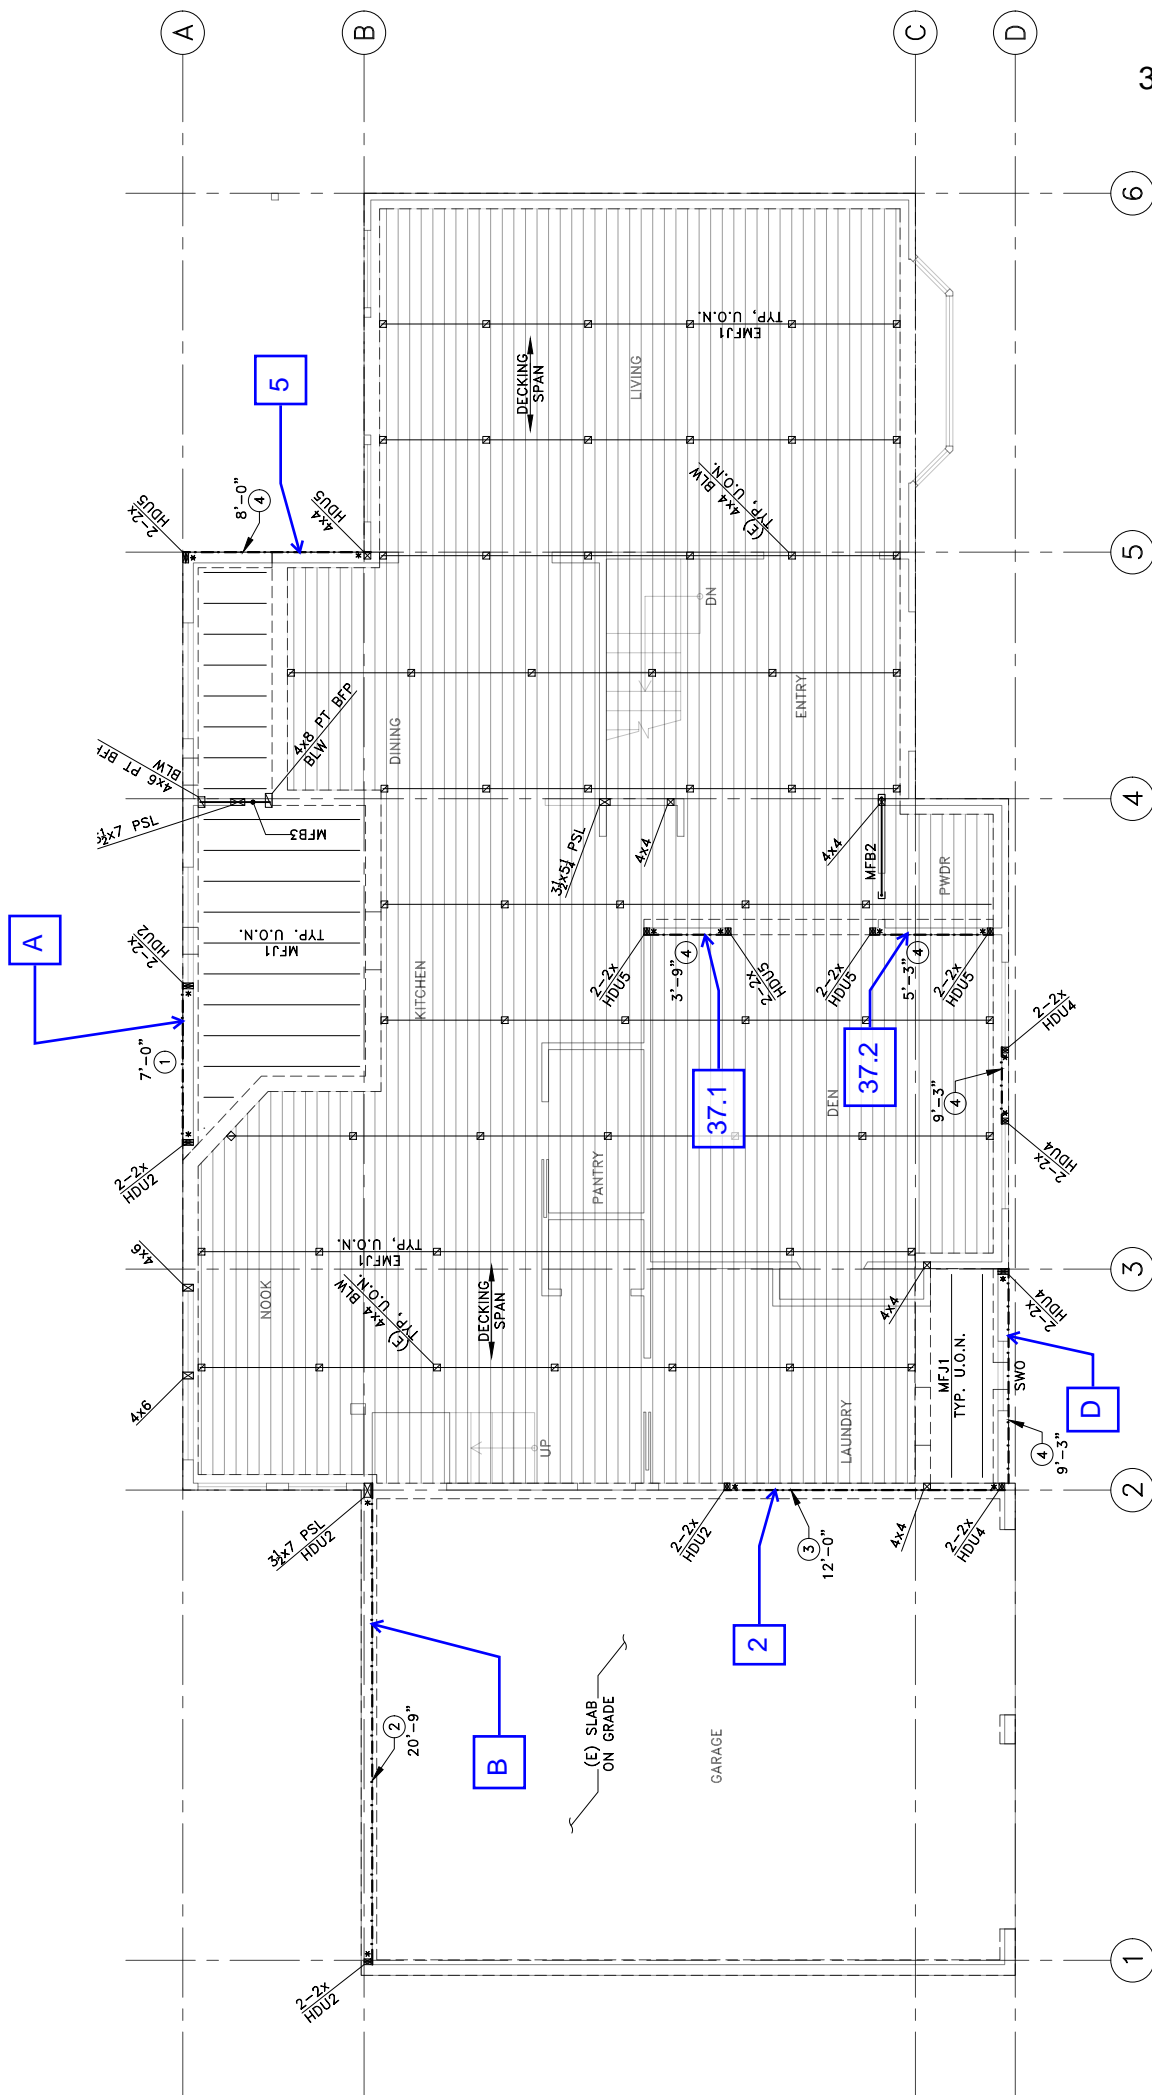 A
B
C
D
3
6
5
5
2-2x
HDU5
8'-0"
4
4x4
HDU5
DECKING
SPAN
LIVING
EMFJ1
TYP, U.O.N.
(E) 4x4 BLW
TYP, U.O.N.
DN
ENTRY
DINING
4x6 PT
BLW
4x8 PT BFP
BLW
x7 PSL
MFB3
4
3½x5¼ PSL
4x4
4x4
MFB2
PWDR
A
2-2x
HDU2
MFJ1
TYP. U.O.N.
KITCHEN
7'-0"
1
2-2x
HDU2
2-2x
HDU5
3'-9"
4
2-2x
HDU5
37.1
2-2x
HDU5
5'-3"
4
2-2x
HDU5
37.2
DEN
2-2x
HDU4
9'-3"
4
2-2x
HDU4
PANTRY
4x6
4x6
NOOK
EMFJ1
TYP, U.O.N.
(E) 4x4 BLW
TYP, U.O.N.
DECKING
SPAN
3
4x4
2-2x
HDU4
MFJ1
TYP. U.O.N.
SWO
D
4
9'-3"
UP
LAUNDRY
2
3½x7 PSL
HDU2
2-2x
HDU2
3
12'-0"
4x4
2-2x
HDU4
2
B
2
20'-9"
(E) SLAB
ON GRADE
GARAGE
2-2x
HDU2
1